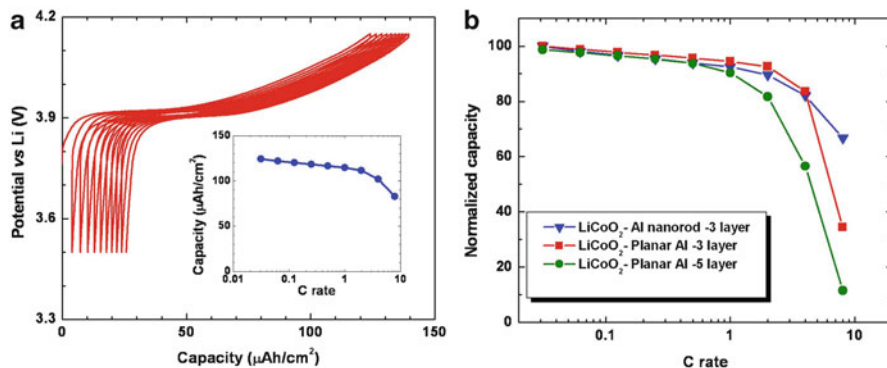 a
4.2
3.9
3.6
3.3
Potential vs Li (V)
0
50
100
150
Capacity (µAh/cm²)
150
100
50
0
Capacity (µAh/cm²)
0.01
0.1
1
10
C rate
b
100
80
60
40
20
0
Normalized capacity
LiCoO₂- Al nanorod -3 layer
LiCoO₂- Planar Al -3 layer
LiCoO₂- Planar Al -5 layer
0.1
1
10
C rate